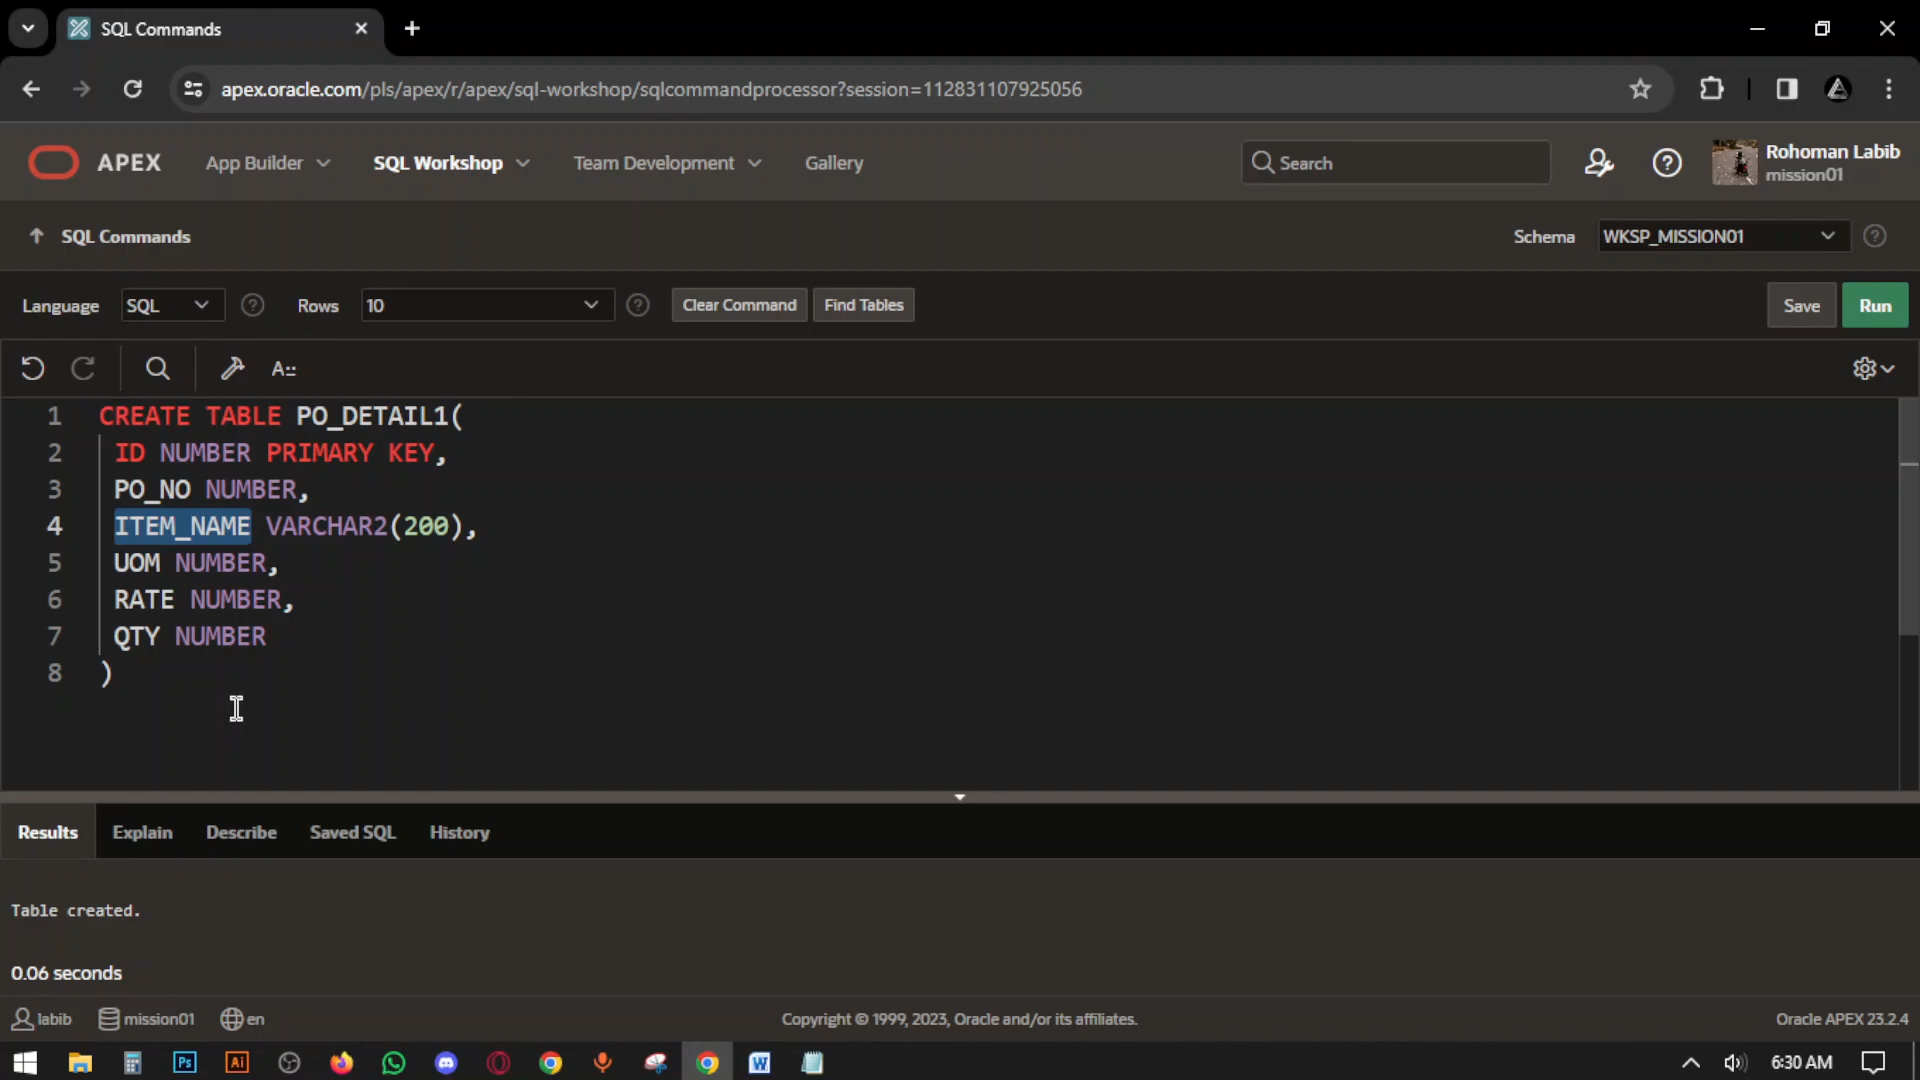 SQL Commands
apex.oracle.com/pls/apex/r/apex/sql-workshop/sqlcommandprocessor?session=112831107925056
APEX App Builder SQL Workshop Team Development Gallery Search Rohoman Labib
mission01
SQL Commands Schema WKSP_MISSION01
Language SQL Rows 10 Clear Command Find Tables Save Run
A::
1 CREATE TABLE PO_DETAIL1(
2 ID NUMBER PRIMARY KEY,
3 PO_NO NUMBER,
4 ITEM_NAME VARCHAR2(200),
5 UOM NUMBER,
6 RATE NUMBER,
7 QTY NUMBER
8 )
Results Explain Describe Saved SQL History
Table created.
0.06 seconds
labib mission01 en Copyright © 1999, 2023, Oracle and/or its affiliates. Oracle APEX 23.2.4
Ps Ai W 6:30 AM